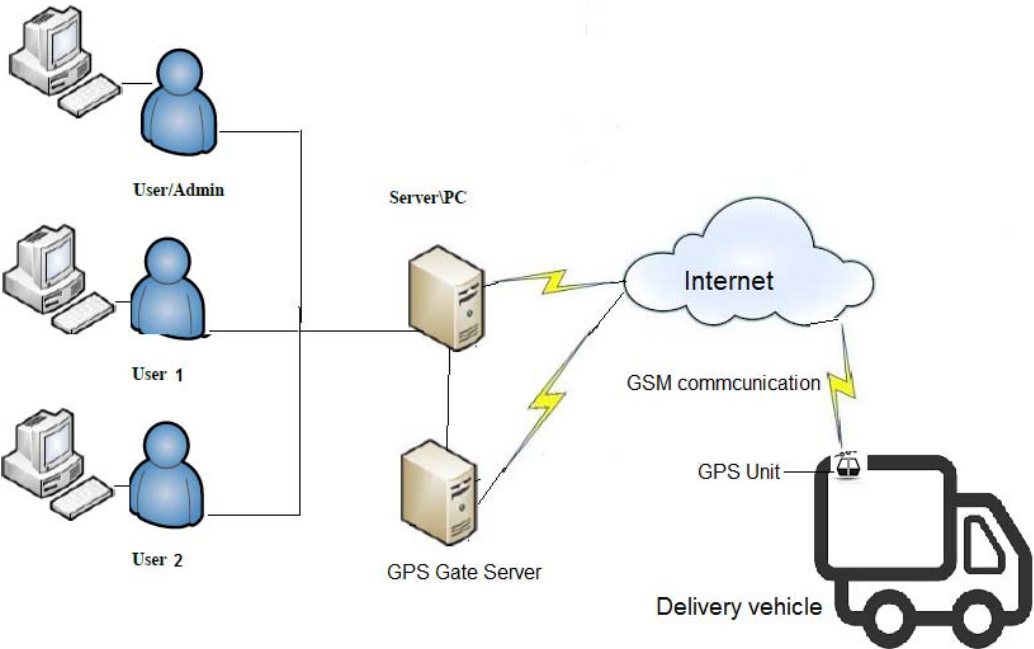 User/Admin
Server\PC
Internet
User 1
GSM commcunication
GPS Unit
User 2
GPS Gate Server
Delivery vehicle